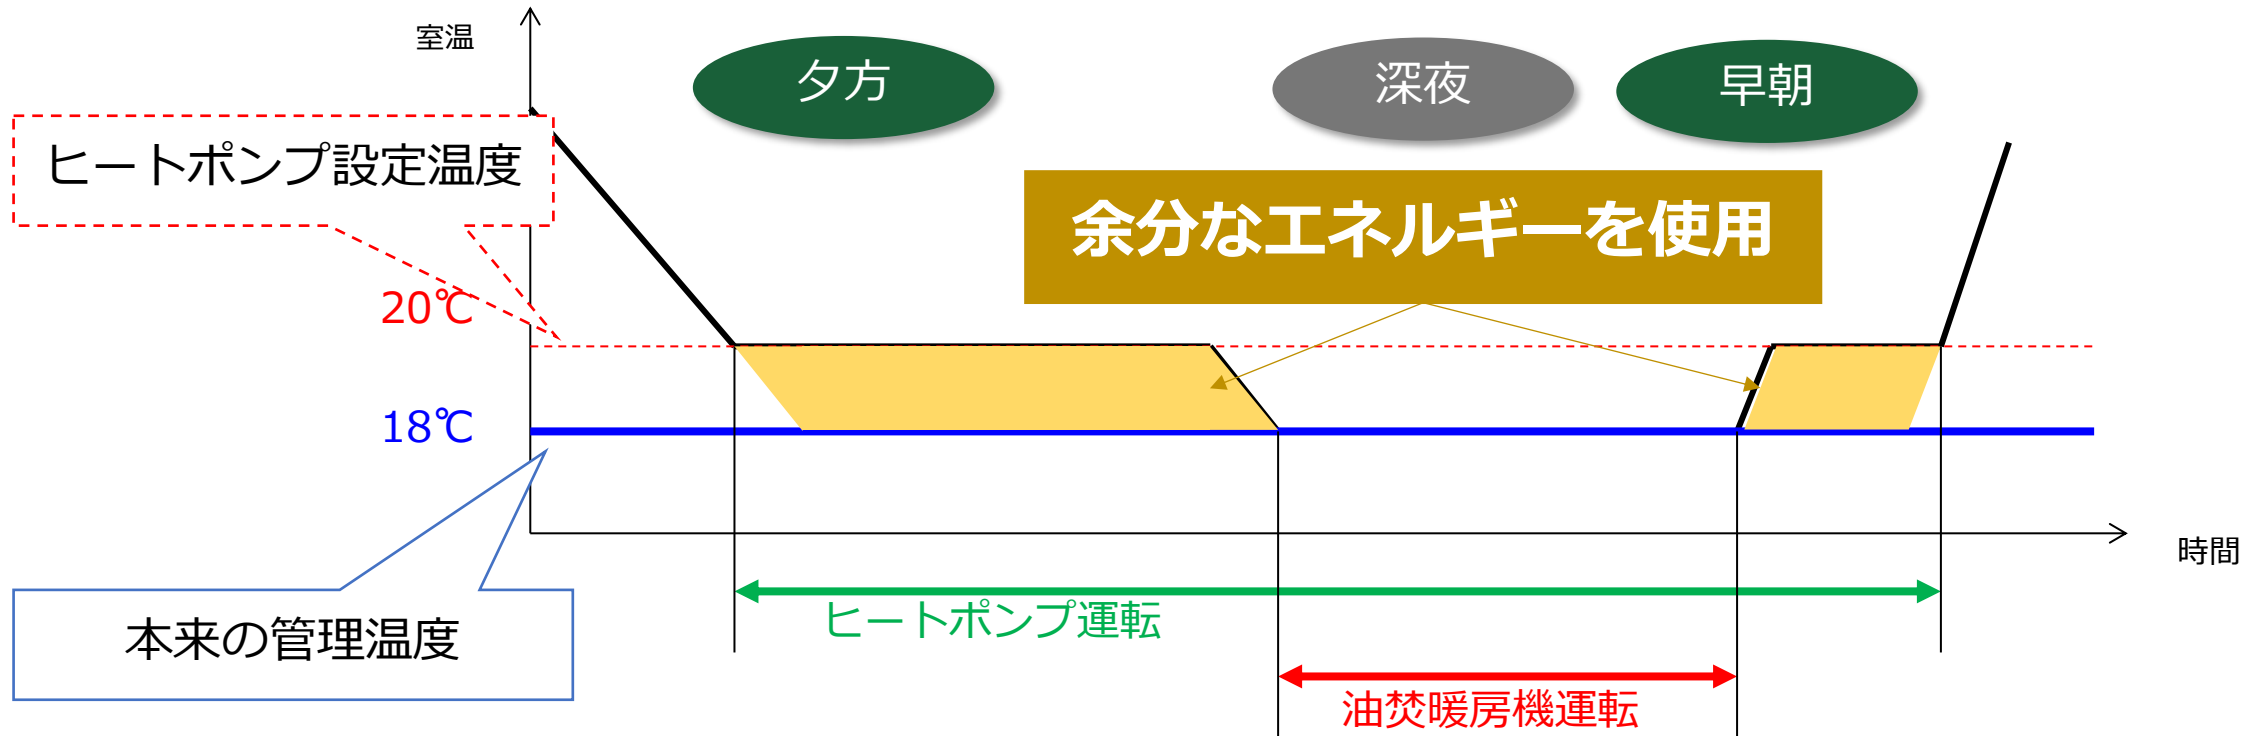 室温
夕方
深夜
早朝
ヒートポンプ設定温度
余分なエネルギーを使用
20℃
18℃
時間
ヒートポンプ運転
本来の管理温度
油焚暖房機運転